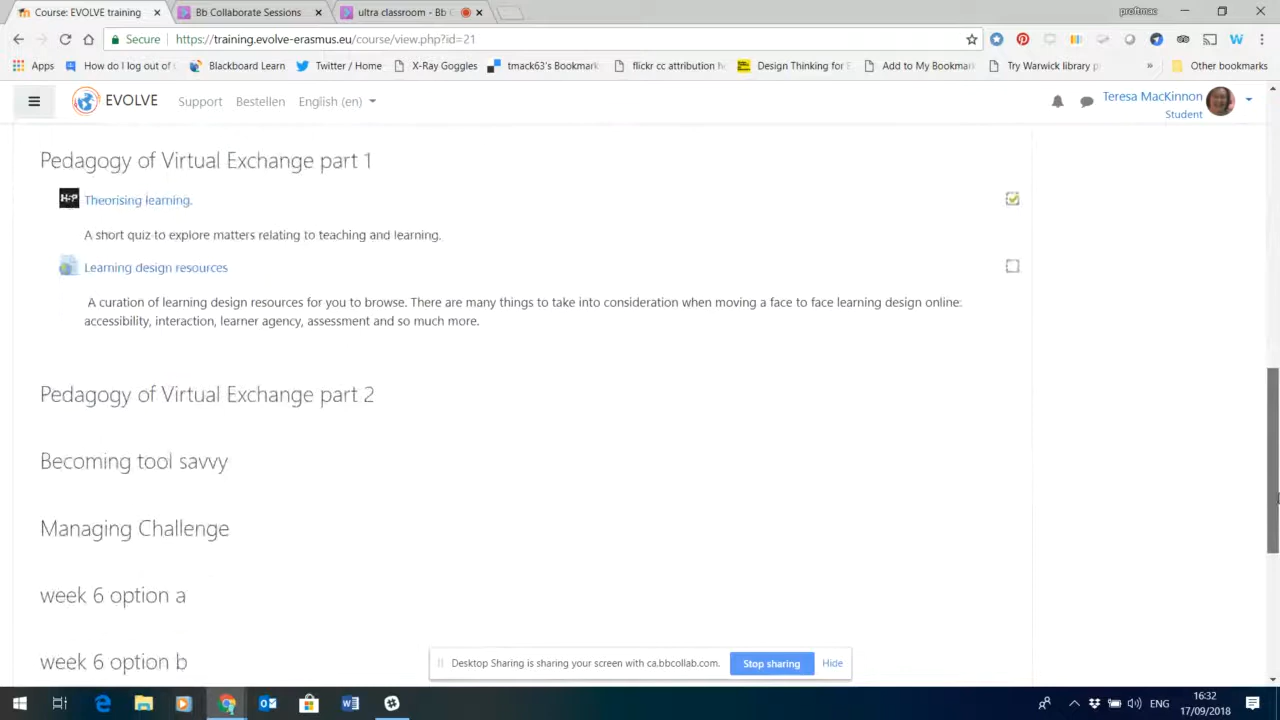 Course: EVOLVE training
Bb Collaborate Sessions
ultra classroom - Bb C
proftmac
Secure
https://training.evolve-erasmus.eu/course/view.php?id=21
Apps
How do I log out of
Blackboard Learn
Twitter / Home
X-Ray Goggles
tmack63's Bookmark
flickr cc attribution h
Design Thinking for E
Add to My Bookmark
Try Warwick library p
»
Other bookmarks
EVOLVE
Support
Bestellen
English (en)
Teresa MacKinnon
Student
Pedagogy of Virtual Exchange part 1
H-P
Theorising learning.
A short quiz to explore matters relating to teaching and learning.
Learning design resources
A curation of learning design resources for you to browse. There are many things to take into consideration when moving a face to face learning design online:
accessibility, interaction, learner agency, assessment and so much more.
Pedagogy of Virtual Exchange part 2
Becoming tool savvy
Managing Challenge
week 6 option a
week 6 option b
Desktop Sharing is sharing your screen with ca.bbcollab.com.
Stop sharing
Hide
ENG
16:32
17/09/2018